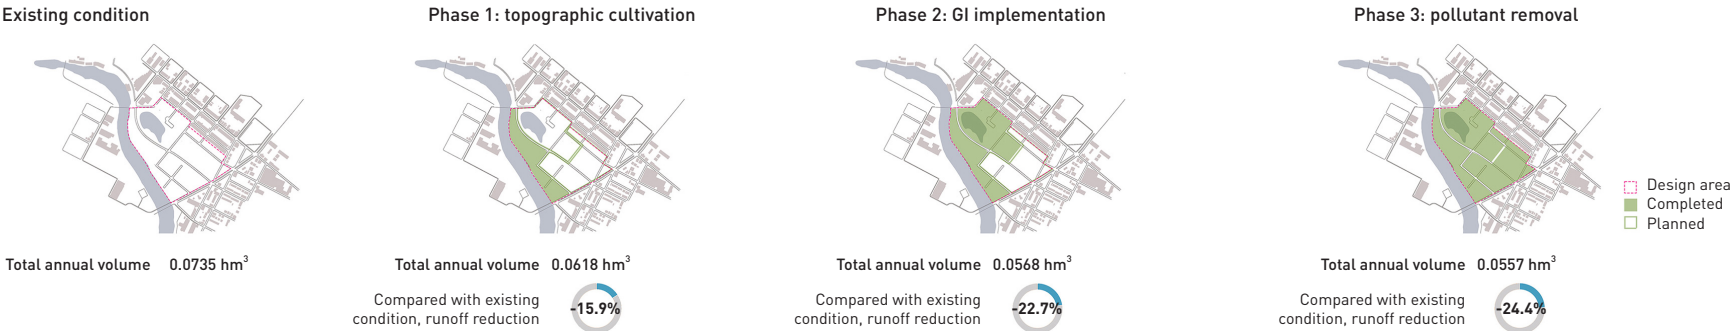 Existing condition
Phase 1: topographic cultivation
Phase 2: GI implementation
Phase 3: pollutant removal
Design area
Completed
Planned
Total annual volume 0.0735 hm³
Total annual volume 0.0618 hm³
Compared with existing
condition, runoff reduction
-15.9%
Total annual volume 0.0568 hm³
Compared with existing
condition, runoff reduction
-22.7%
Total annual volume 0.0557 hm³
Compared with existing
condition, runoff reduction
-24.4%